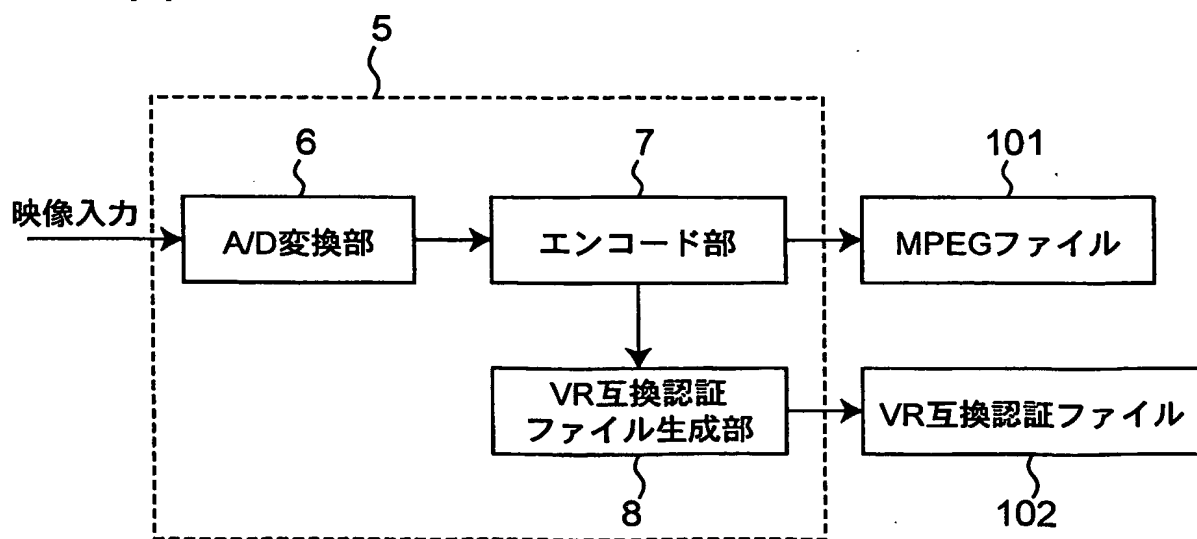 5
6
7
101
映像入力
A/D変換部
エンコード部
MPEGファイル
VR互換認証
ファイル生成部
VR互換認証ファイル
8
102